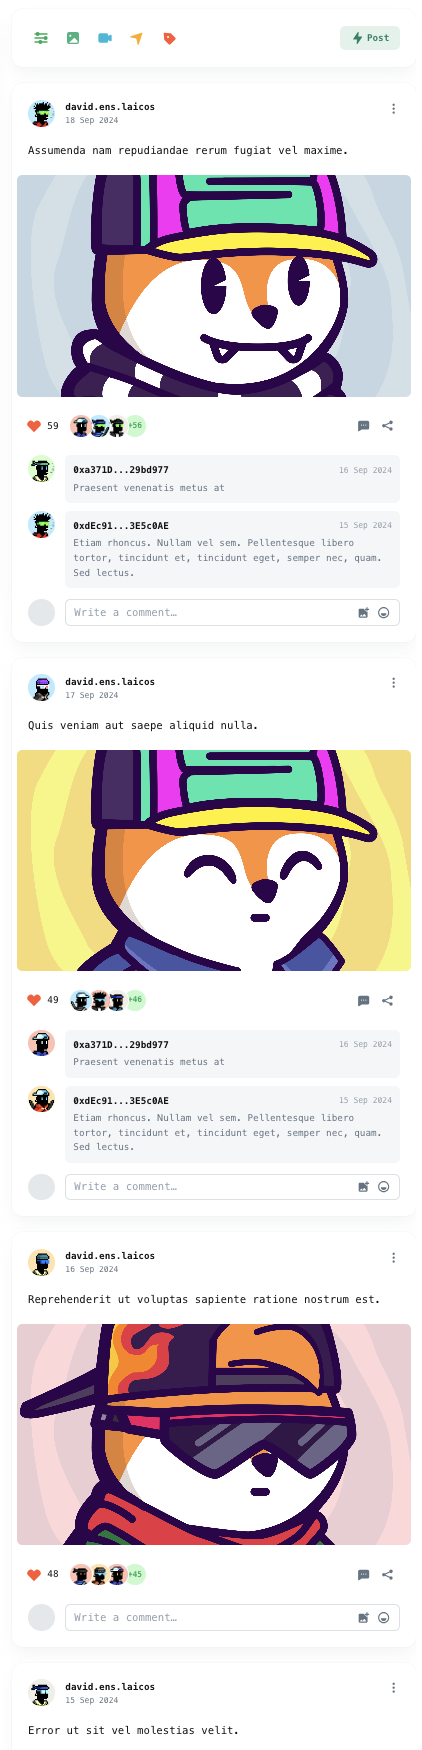 Post
david.ens.laicos
18 Sep 2024
Assumenda nam repudiandae rerum fugiat vel maxime.
59
+56
0xa371D...29bd977
16 Sep 2024
Praesent venenatis metus at
0xdEc91...3E5c0AE
15 Sep 2024
Etiam rhoncus. Nullam vel sem. Pellentesque libero
tortor, tincidunt et, tincidunt eget, semper nec, quam.
Sed lectus.
Write a comment…
david.ens.laicos
17 Sep 2024
Quis veniam aut saepe aliquid nulla.
49
+46
0xa371D...29bd977
16 Sep 2024
Praesent venenatis metus at
0xdEc91...3E5c0AE
15 Sep 2024
Etiam rhoncus. Nullam vel sem. Pellentesque libero
tortor, tincidunt et, tincidunt eget, semper nec, quam.
Sed lectus.
Write a comment…
david.ens.laicos
16 Sep 2024
Reprehenderit ut voluptas sapiente ratione nostrum est.
48
+45
Write a comment…
david.ens.laicos
15 Sep 2024
Error ut sit vel molestias velit.